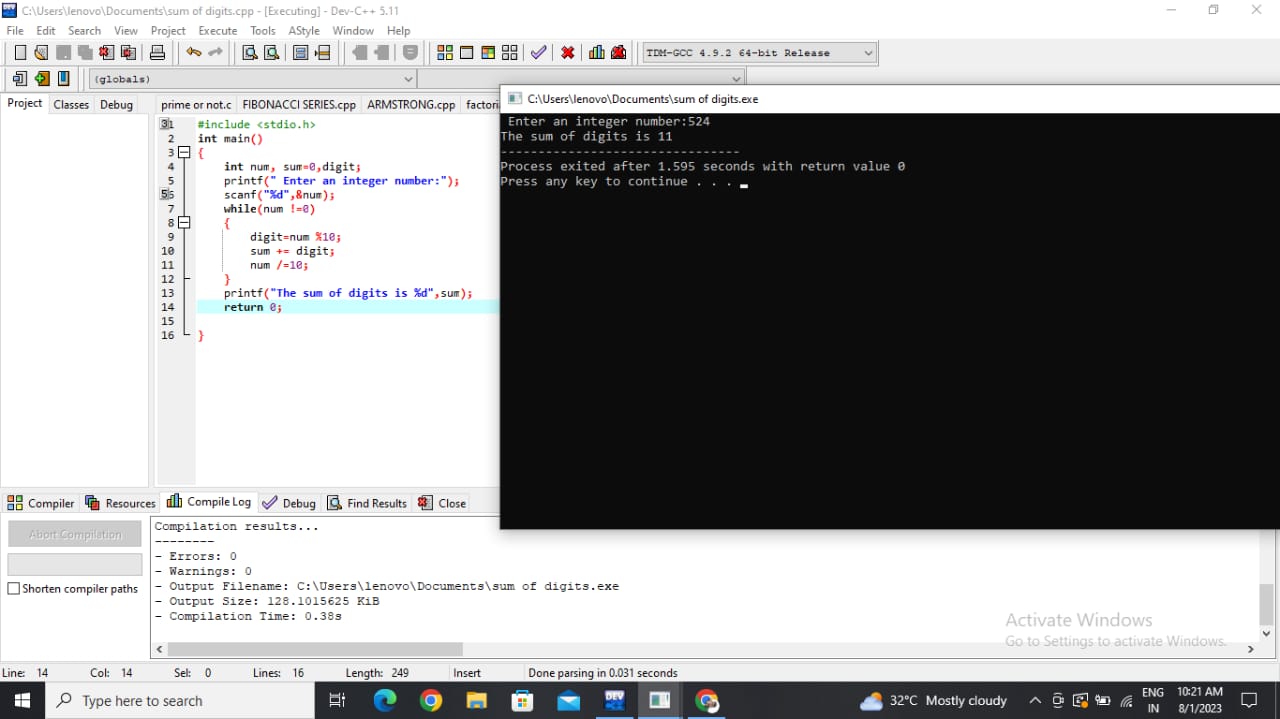 C:\Users\lenovo\Documents\sum of digits.cpp - [Executing] - Dev-C++ 5.11
File Edit Search View Project Execute Tools AStyle Window Help
TDM-GCC 4.9.2 64-bit Release
(globals)
Project Classes Debug
prime or not.c FIBONACCI SERIES.cpp ARMSTRONG.cpp factori
1 #include <stdio.h>
2 int main()
3 {
4 int num, sum=0,digit;
5 printf(" Enter an integer number:");
6 scanf("%d",&num);
7 while(num !=0)
8 {
9 digit=num %10;
10 sum += digit;
11 num /=10;
12 }
13 printf("The sum of digits is %d",sum);
14 return 0;
15
16 }
C:\Users\lenovo\Documents\sum of digits.exe
Enter an integer number:524
The sum of digits is 11
--------------------------------
Process exited after 1.595 seconds with return value 0
Press any key to continue . . .
Compiler Resources Compile Log Debug Find Results Close
Abort Compilation
Shorten compiler paths
Compilation results...
--------
- Errors: 0
- Warnings: 0
- Output Filename: C:\Users\lenovo\Documents\sum of digits.exe
- Output Size: 128.1015625 KiB
- Compilation Time: 0.38s
Activate Windows
Go to Settings to activate Windows.
Line: 14 Col: 14 Sel: 0 Lines: 16 Length: 249 Insert Done parsing in 0.031 seconds
Type here to search
DEV
32°C Mostly cloudy
ENG
IN
10:21 AM
8/1/2023